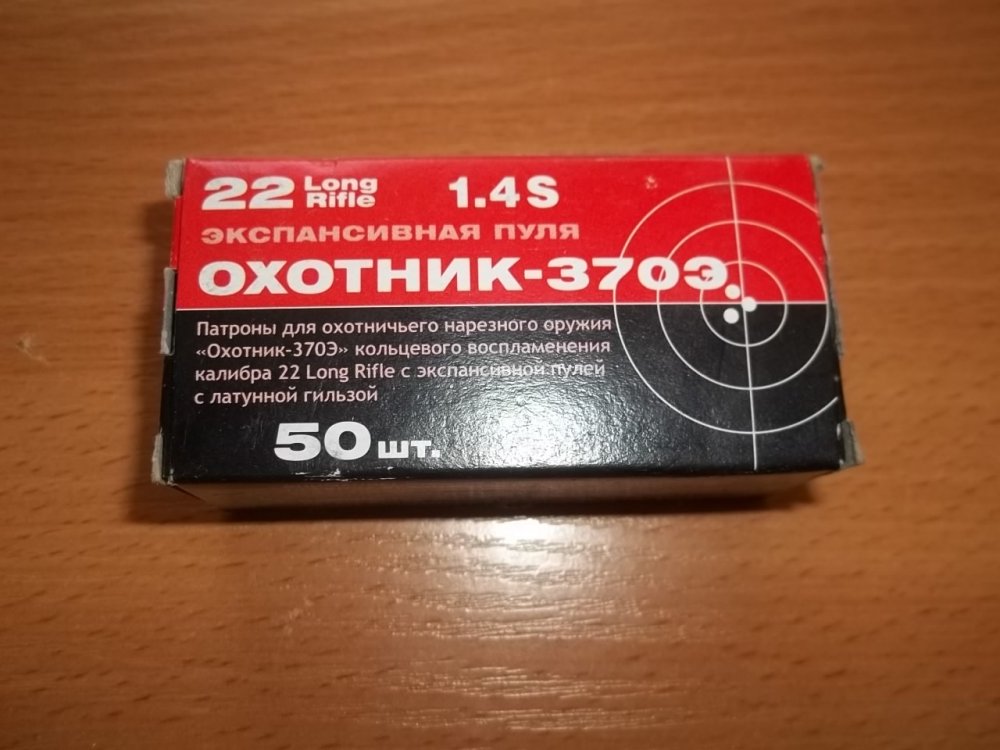 22 Long Rifle 1.4 S
ЭКСПАНСИВНАЯ ПУЛЯ
ОХОТНИК-370Э
Патроны для охотничьего нарезного оружия
«Охотник-370Э» кольцевого воспламенения
калибра 22 Long Rifle с экспансивной пулей
с латунной гильзой
50 шт.